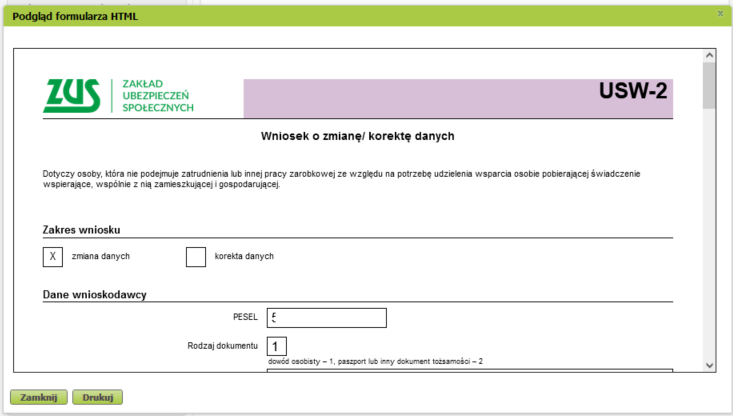 Podgląd formularza HTML
x
ZUS
ZAKŁAD
UBEZPIECZEŃ
SPOŁECZNYCH
USW-2
Wniosek o zmianę/ korektę danych
Dotyczy osoby, która nie podejmuje zatrudnienia lub innej pracy zarobkowej ze względu na potrzebę udzielenia wsparcia osobie pobierającej świadczenie
wspierające, wspólnie z nią zamieszkującej i gospodarującej.
Zakres wniosku
X zmiana danych korekta danych
Dane wnioskodawcy
PESEL
Rodzaj dokumentu 1
dowód osobisty – 1, paszport lub inny dokument tożsamości – 2
Zamknij Drukuj